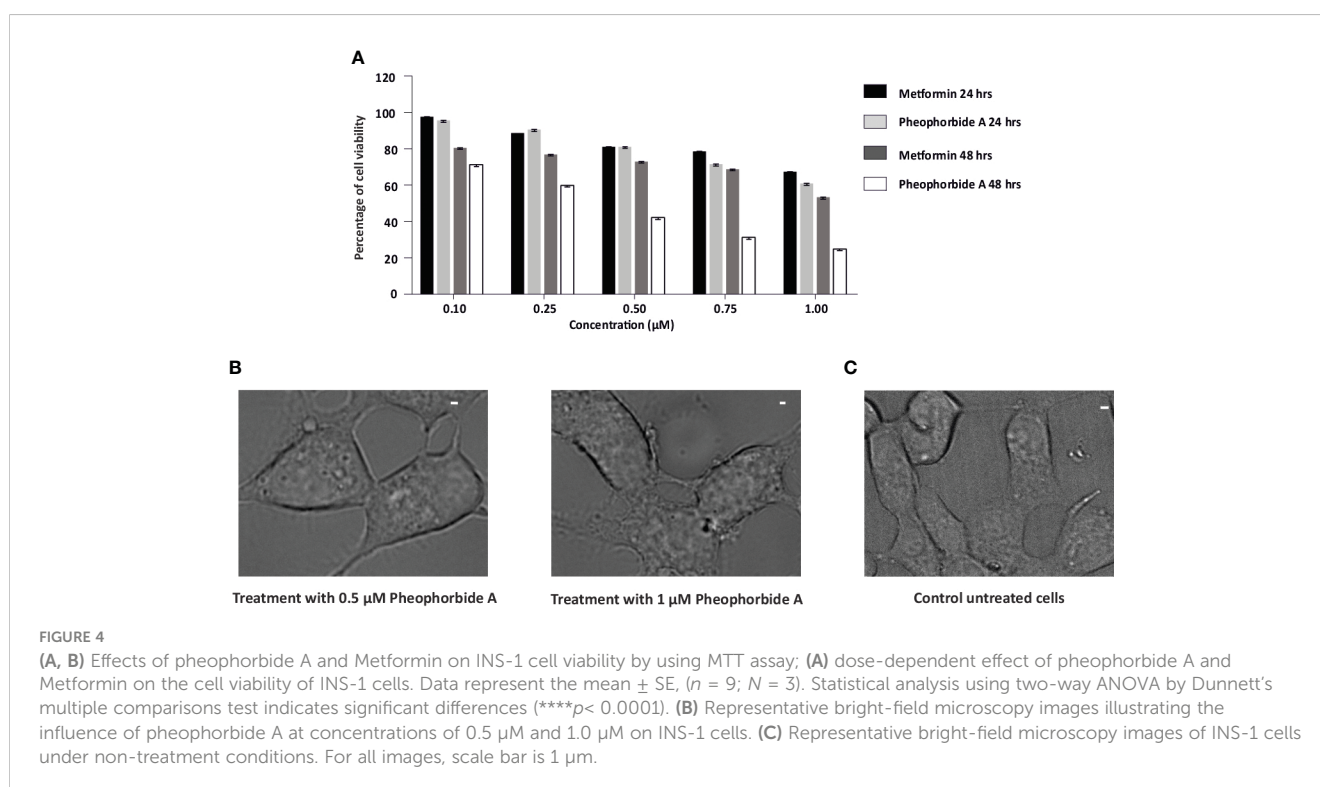 A
120
100
80
60
40
20
0
Percentage of cell viability
0.10 0.25 0.50 0.75 1.00
Concentration (µM)
Metformin 24 hrs
Pheophorbide A 24 hrs
Metformin 48 hrs
Pheophorbide A 48 hrs
B
C
Treatment with 0.5 µM Pheophorbide A
Treatment with 1 µM Pheophorbide A
Control untreated cells
FIGURE 4
(A, B) Effects of pheophorbide A and Metformin on INS-1 cell viability by using MTT assay; (A) dose-dependent effect of pheophorbide A and
Metformin on the cell viability of INS-1 cells. Data represent the mean ± SE, (n = 9; N = 3). Statistical analysis using two-way ANOVA by Dunnett’s
multiple comparisons test indicates significant differences (****p< 0.0001). (B) Representative bright-field microscopy images illustrating the
influence of pheophorbide A at concentrations of 0.5 µM and 1.0 µM on INS-1 cells. (C) Representative bright-field microscopy images of INS-1 cells
under non-treatment conditions. For all images, scale bar is 1 µm.